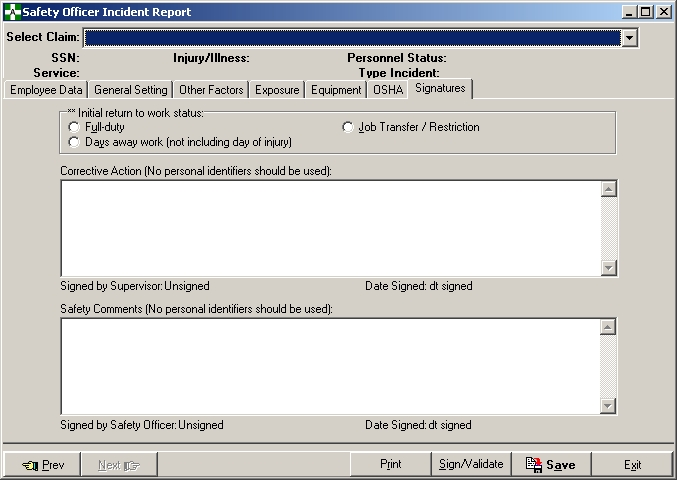 Safety Officer Incident Report
Select Claim:
SSN: Injury/Illness: Personnel Status:
Service: Type Incident:
Employee Data General Setting Other Factors Exposure Equipment OSHA Signatures
** Initial return to work status:
Full-duty Job Transfer / Restriction
Days away work (not including day of injury)
Corrective Action (No personal identifiers should be used):
Signed by Supervisor: Unsigned Date Signed: dt signed
Safety Comments (No personal identifiers should be used):
Signed by Safety Officer: Unsigned Date Signed: dt signed
Prev Next Print Sign/Validate Save Exit